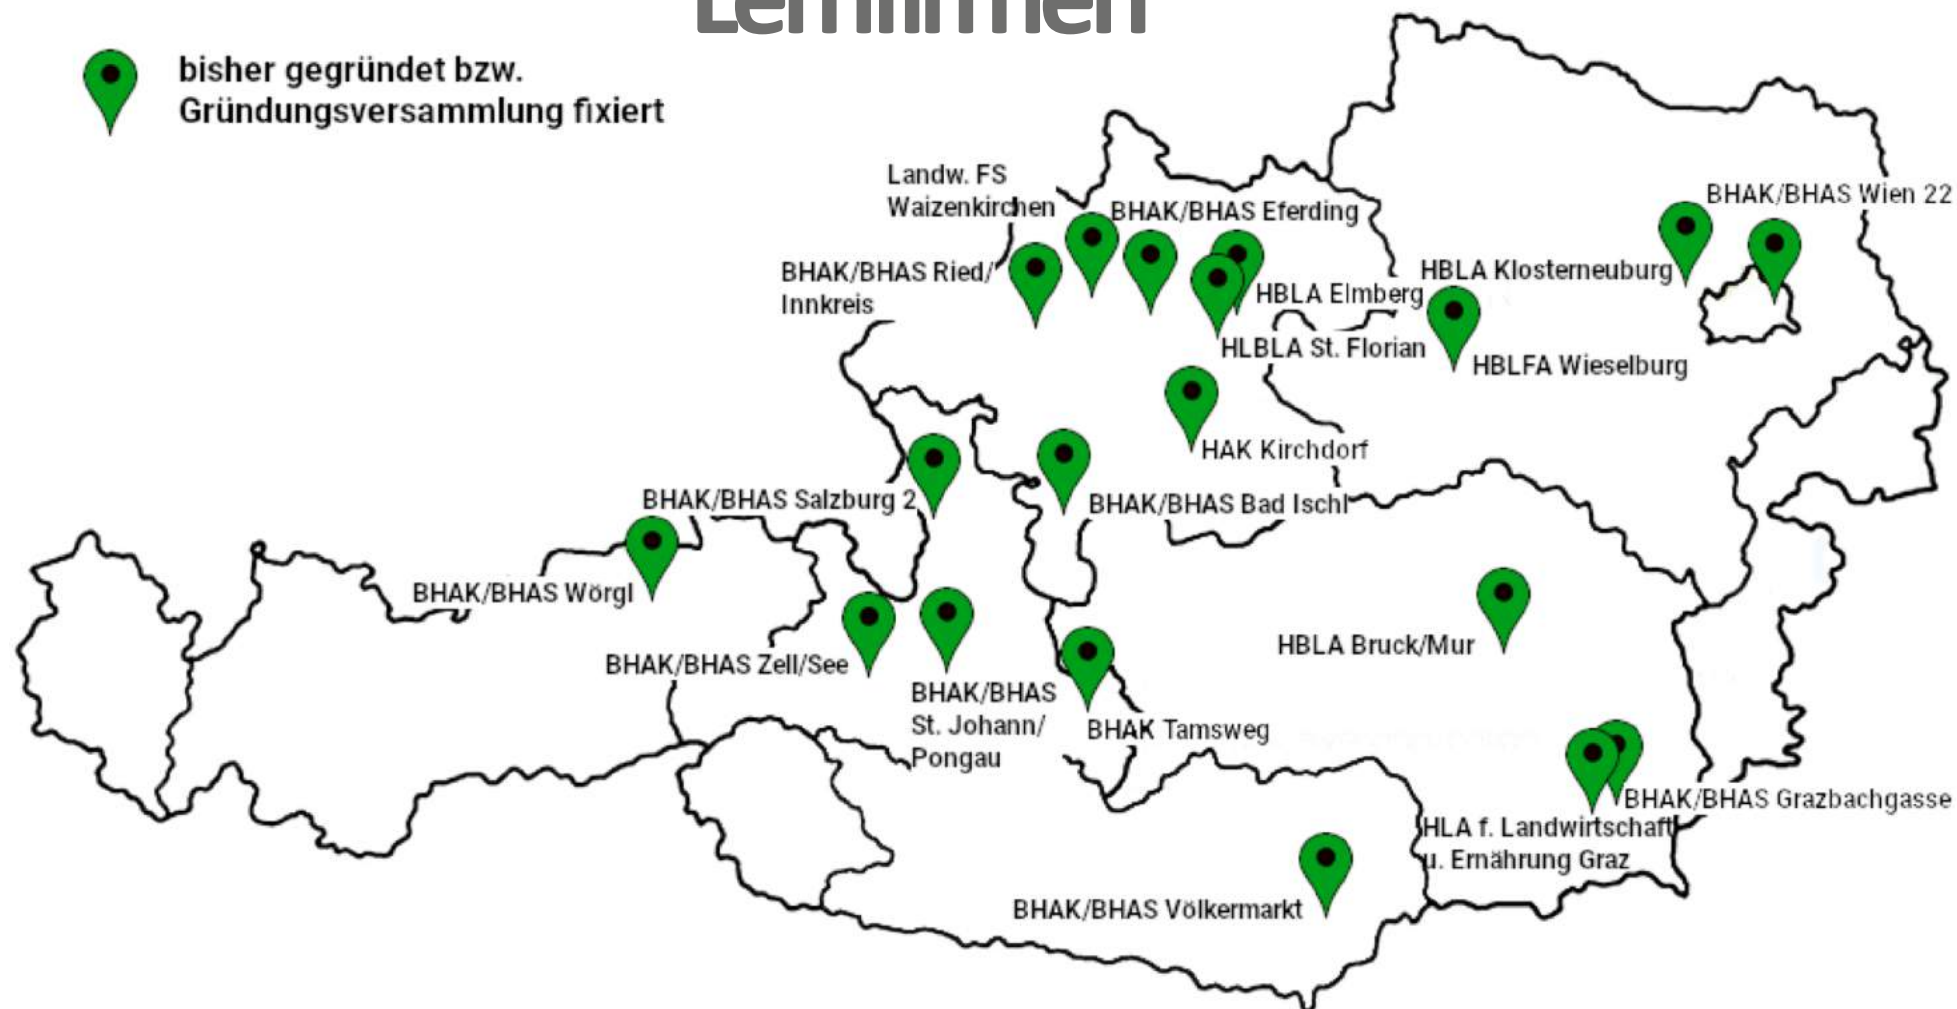 Lernfirmen
bisher gegründet bzw.
Gründungsversammlung fixiert
Landw. FS
Waizenkirchen
BHAK/BHAS Eferding
BHAK/BHAS Wien 22
BHAK/BHAS Ried/
Innkreis
HBLA Klosterneuburg
HBLA Elmberg
HLBLA St. Florian
HBLFA Wieselburg
HAK Kirchdorf
BHAK/BHAS Salzburg 2
BHAK/BHAS Bad Ischl
BHAK/BHAS Wörgl
HBLA Bruck/Mur
BHAK/BHAS Zell/See
BHAK/BHAS
St. Johann/
Pongau
BHAK Tamsweg
BHAK/BHAS Grazbachgasse
HLA f. Landwirtschaft
u. Ernährung Graz
BHAK/BHAS Völkermarkt